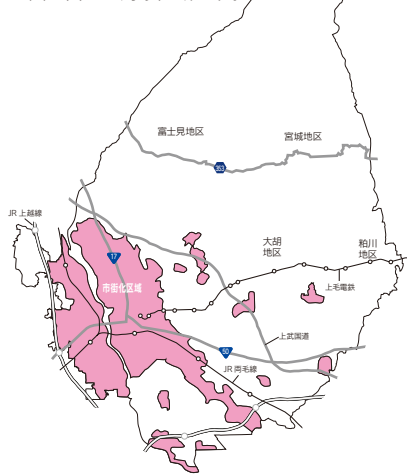 富士見地区
宮城地区
353
JR 上越線
大胡
地区
粕川
地区
17
市街化区域
上毛電鉄
上武国道
50
JR 両毛線